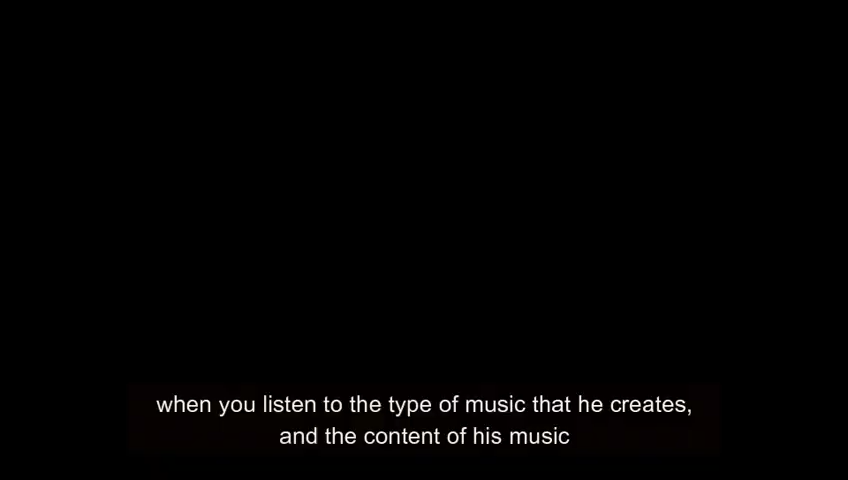 when you listen to the type of music that he creates,
and the content of his music